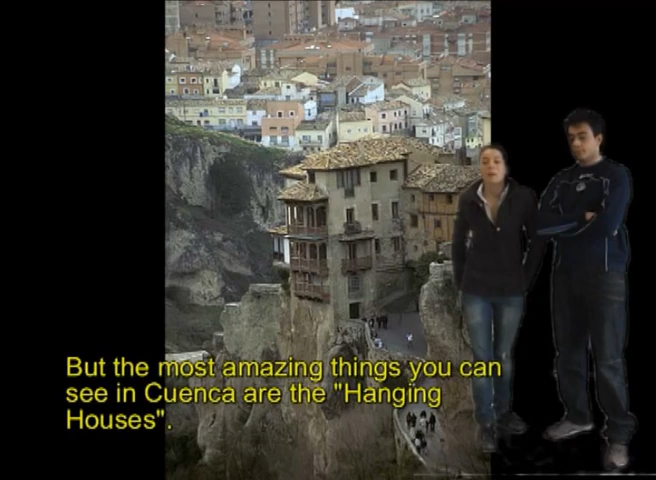 But the most amazing things you can
see in Cuenca are the "Hanging
Houses".